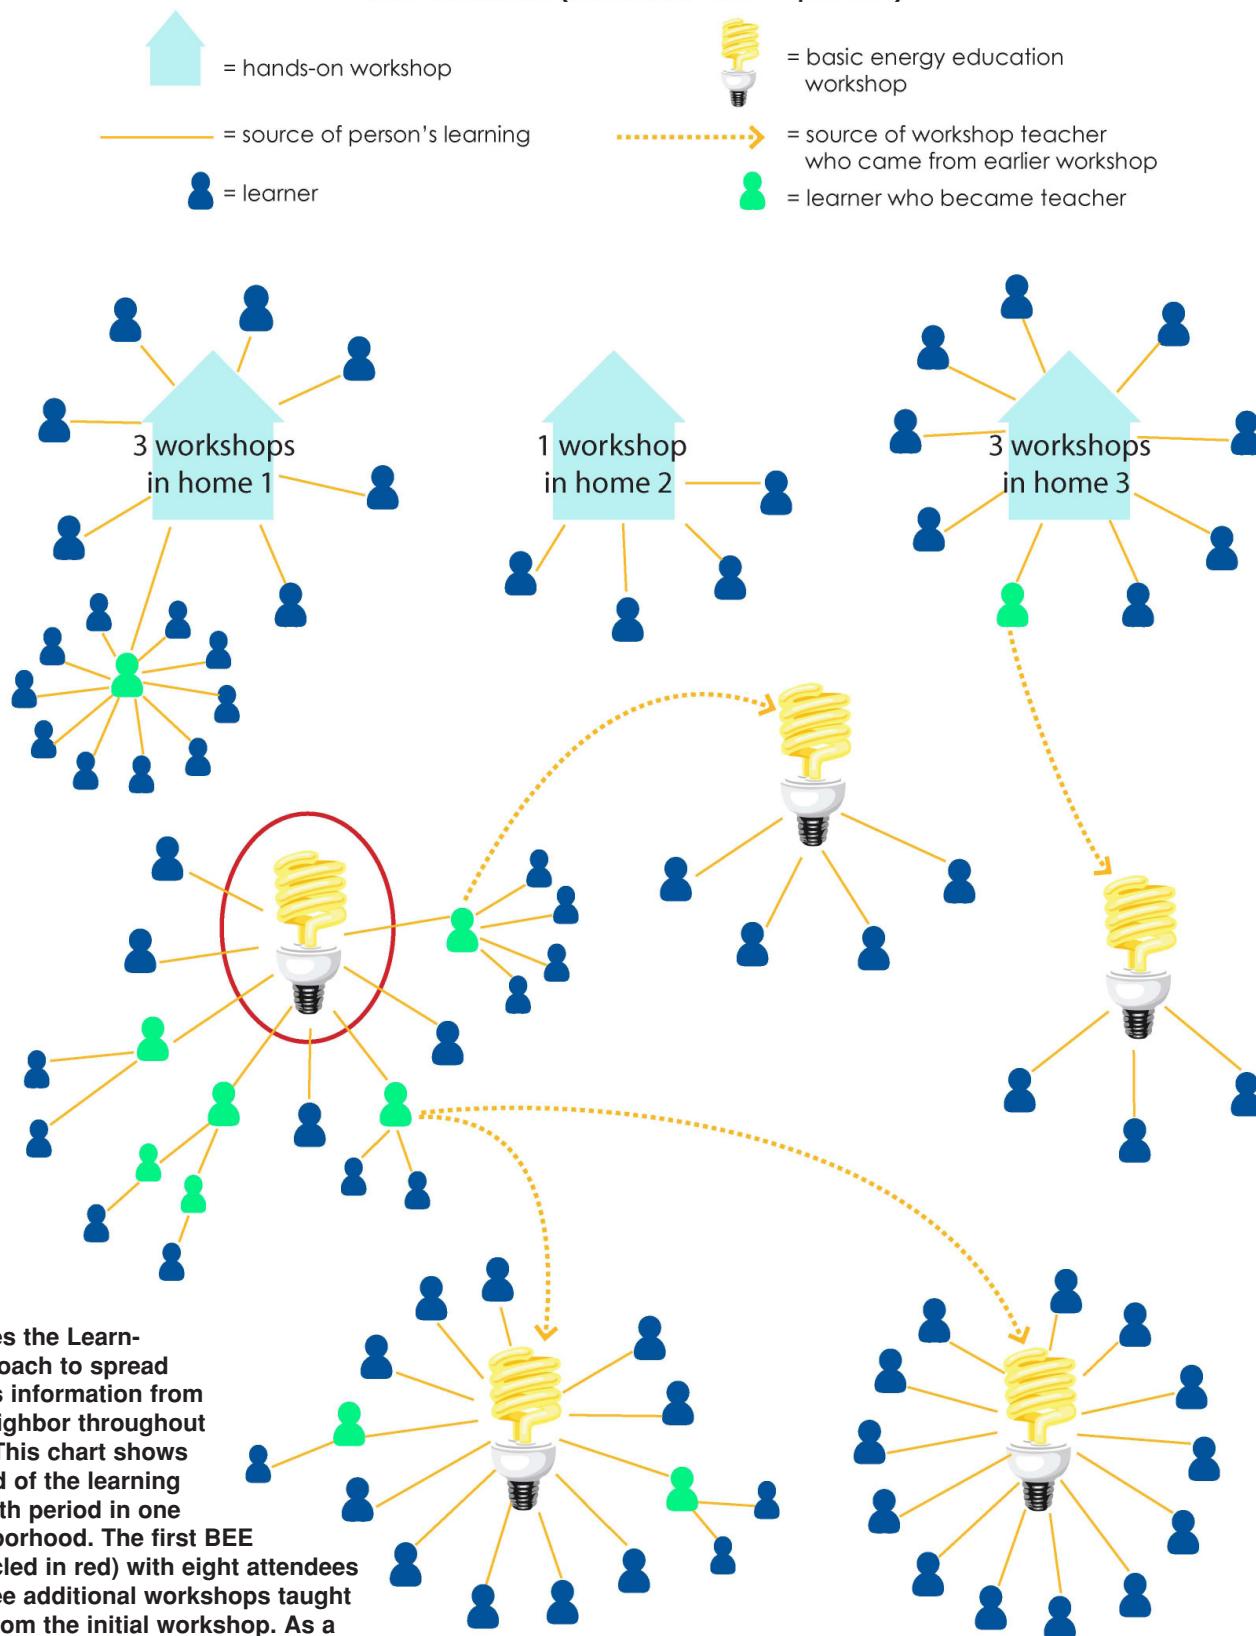 = hands-on workshop
= basic energy education
workshop
= source of person's learning
= source of workshop teacher
who came from earlier workshop
= learner
= learner who became teacher
3 workshops
in home 1
1 workshop
in home 2
3 workshops
in home 3
es the Learn-
oach to spread
s information from
ighbor throughout
This chart shows
d of the learning
th period in one
borhood. The first BEE
cled in red) with eight attendees
ee additional workshops taught
om the initial workshop. As a